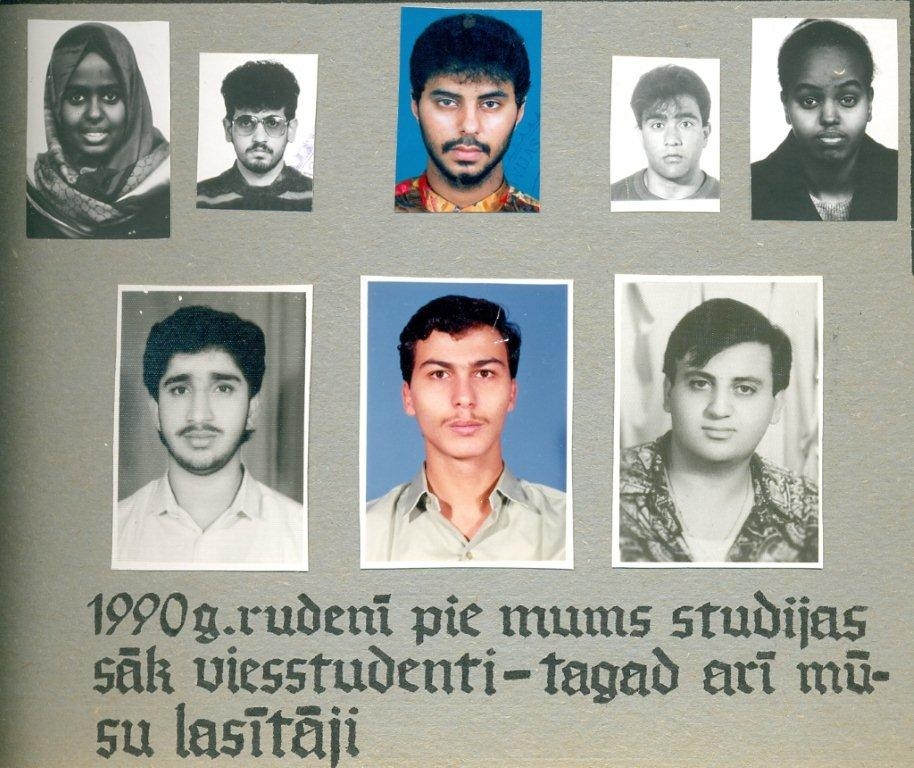 1990g.rudenī pie mums studijas
sāk viesstudenti-tagad arī mū-
su lasītāji